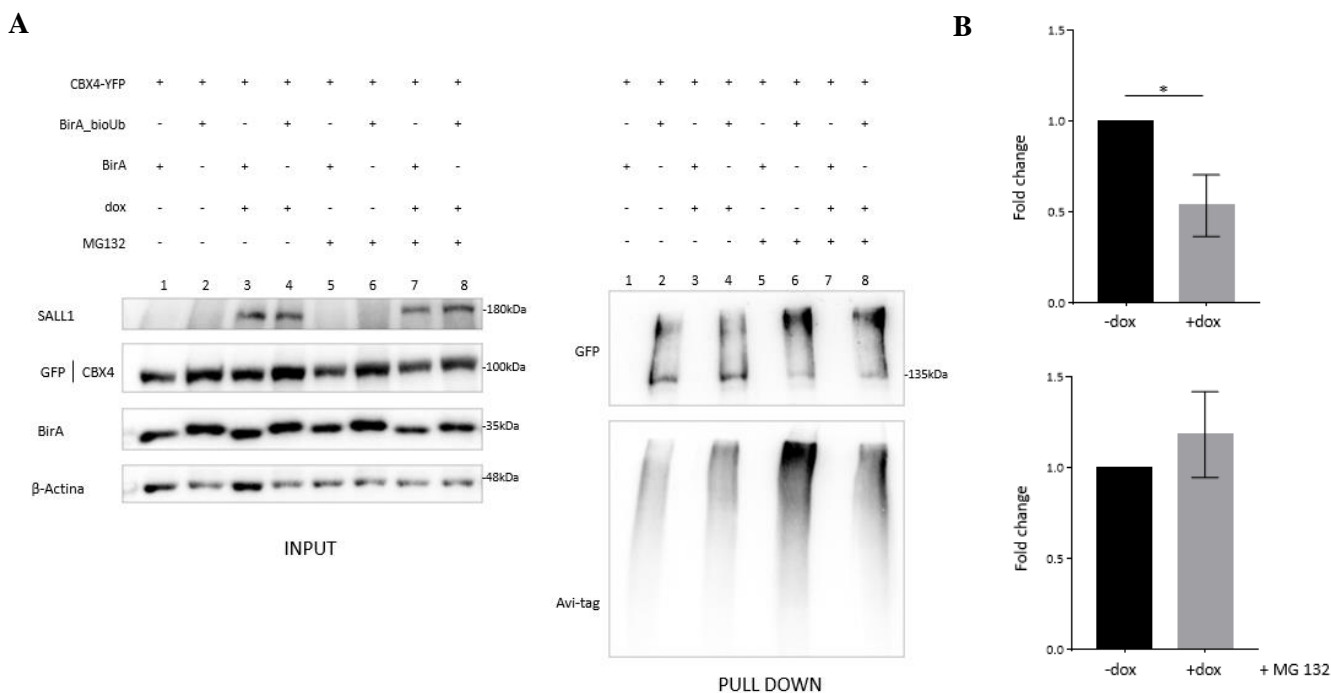 A
CBX4-YFP + + + + + + + +
BirA_bioUb - + - + - + - +
BirA + - + - + - + -
dox - - + + - - + +
MG132 - - - - + + + +
1 2 3 4 5 6 7 8
SALL1 -180kDa
GFP | CBX4 -100kDa
BirA -35kDa
β-Actina -48kDa
INPUT
+ + + + + + + +
- + - + - + - +
+ - + - + - + -
- - + + - - + +
- - - - + + + +
1 2 3 4 5 6 7 8
GFP -135kDa
Avi-tag
PULL DOWN
B
Fold change
1.5
1.0
0.5
0.0
*
-dox +dox
Fold change
1.5
1.0
0.5
0.0
-dox +dox + MG 132